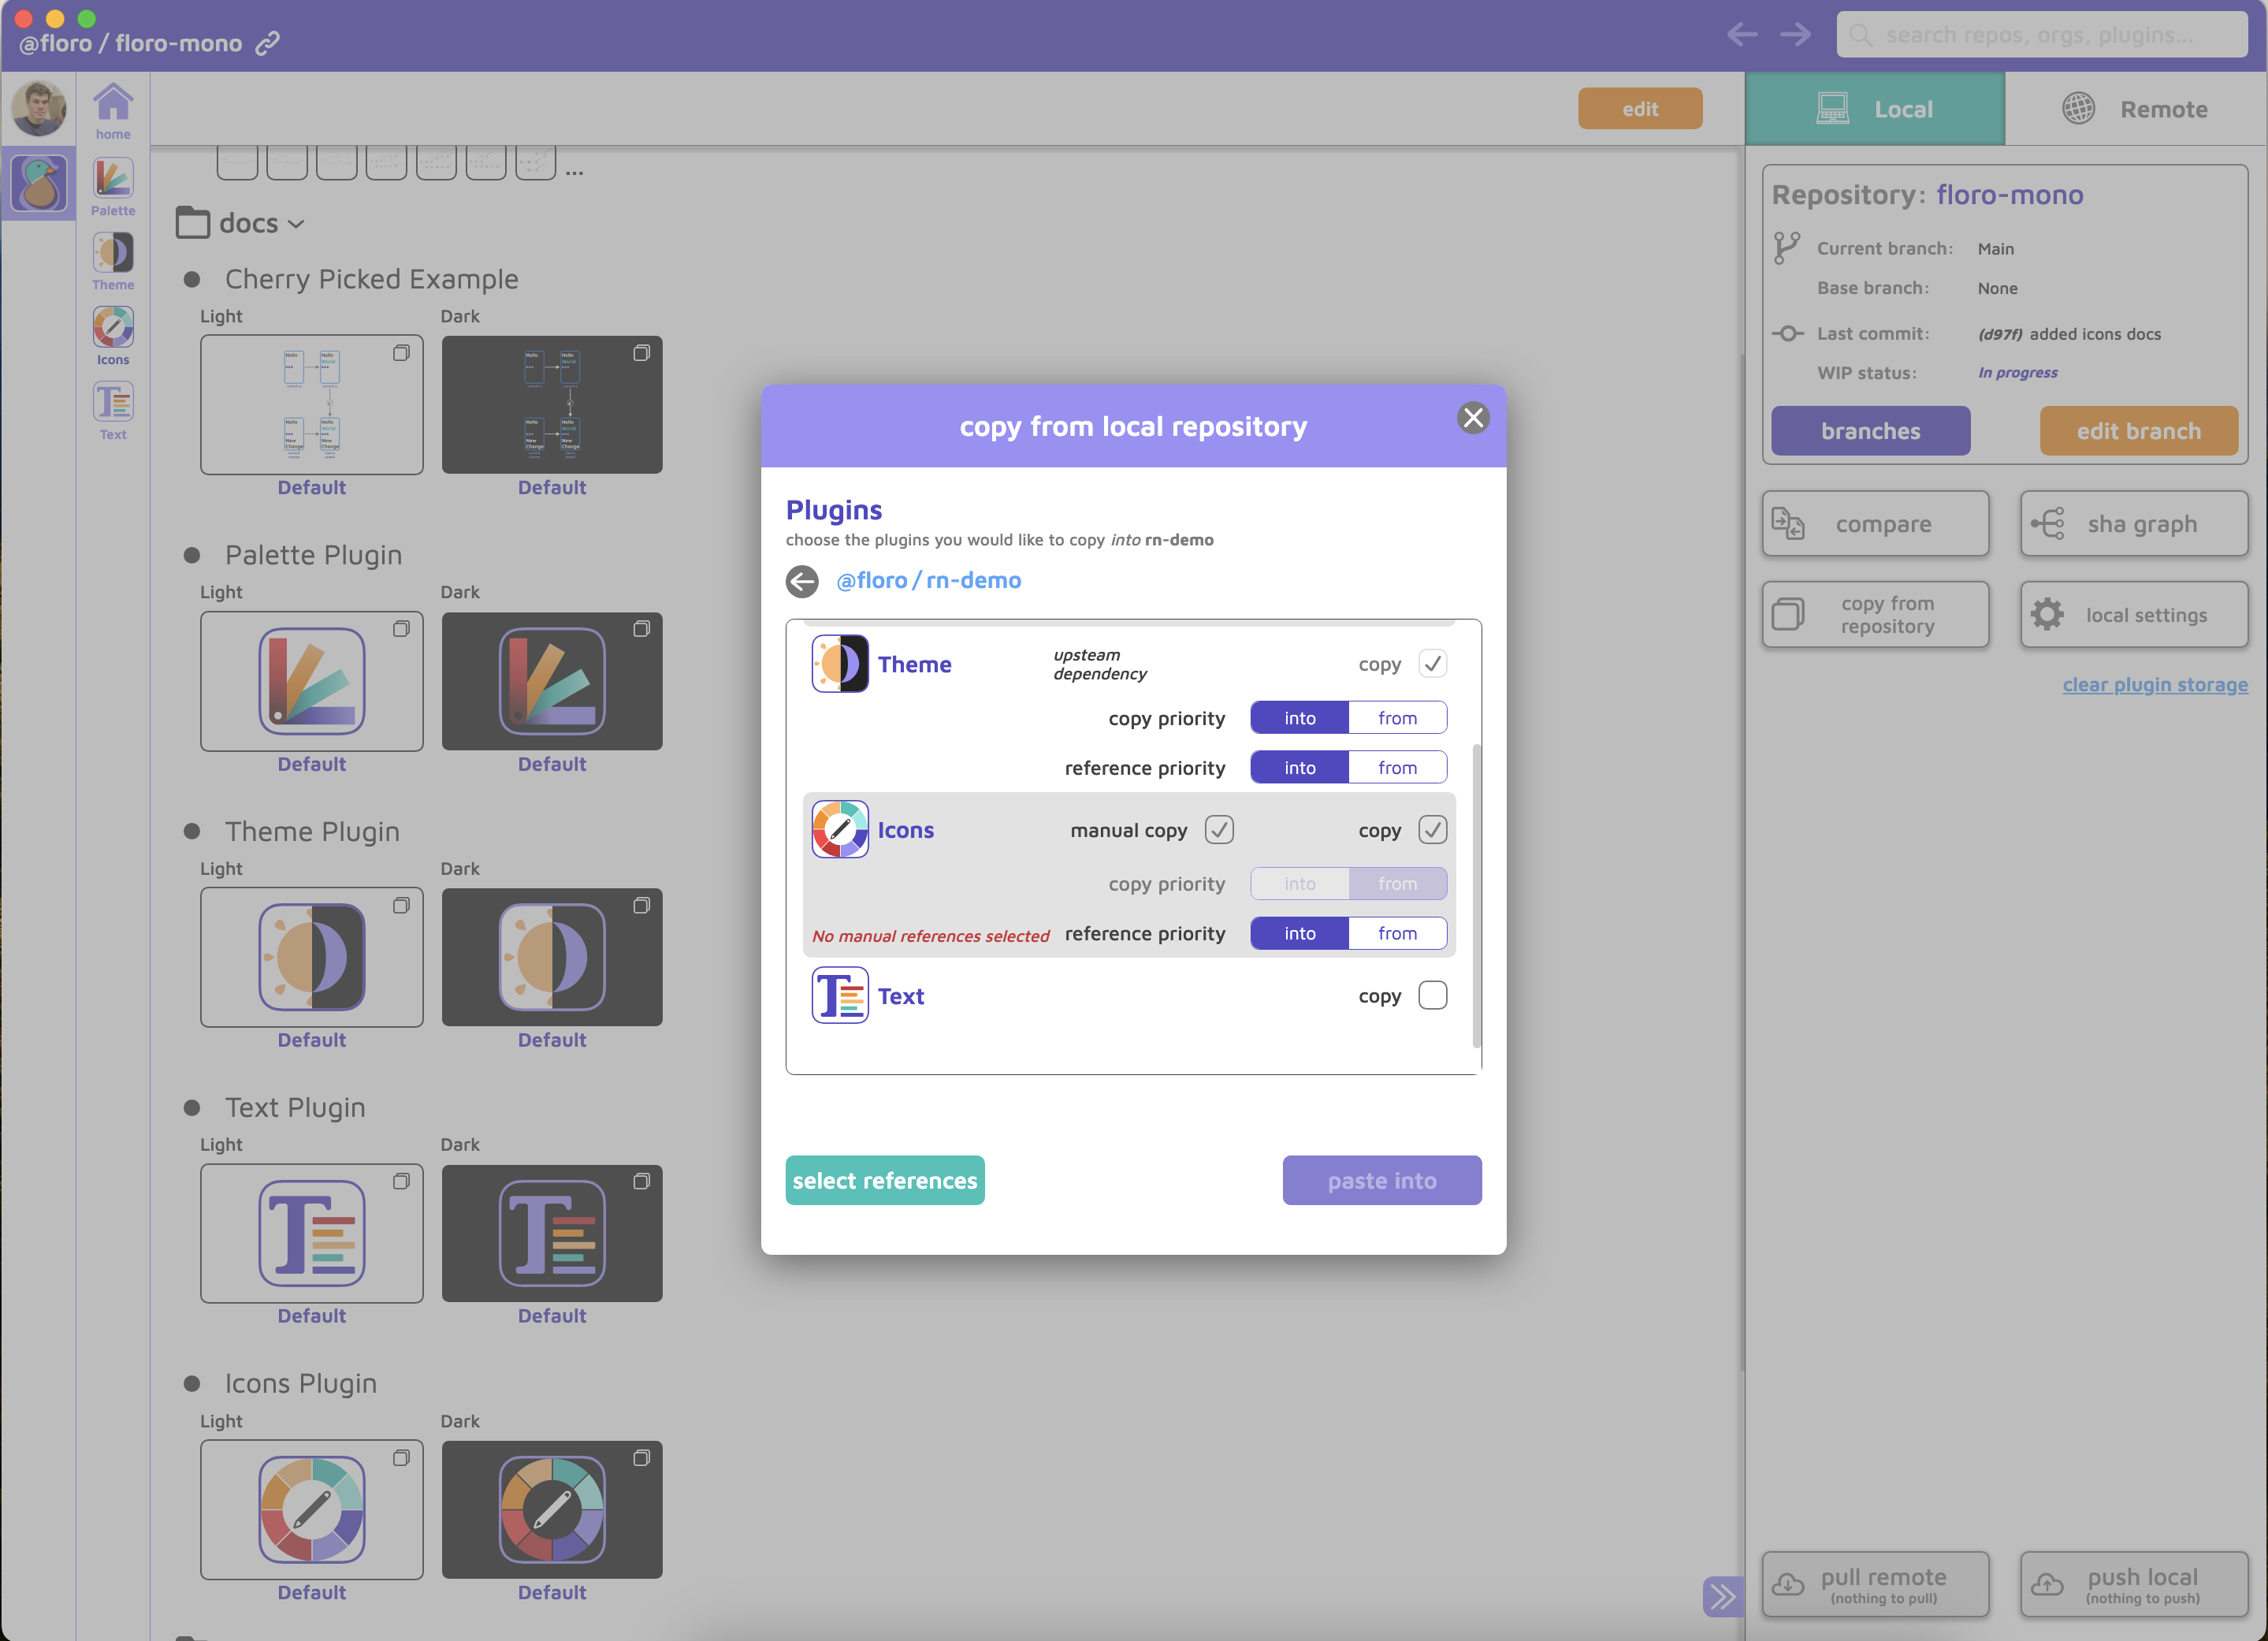 @floro / floro-mono
search repos, orgs, plugins...
home
Palette
Theme
Icons
Text
edit
...
docs
Cherry Picked Example
Light
Dark
Default
Default
Palette Plugin
Light
Dark
Default
Default
Theme Plugin
Light
Dark
Default
Default
Text Plugin
Light
Dark
Default
Default
Icons Plugin
Light
Dark
Default
Default
copy from local repository
Plugins
choose the plugins you would like to copy into rn-demo
@floro / rn-demo
Theme
upsteam
dependency
copy
copy priority
into
from
reference priority
into
from
Icons
manual copy
copy
copy priority
into
from
No manual references selected
reference priority
into
from
Text
copy
select references
paste into
Local
Remote
Repository: floro-mono
Current branch: Main
Base branch: None
Last commit: (d97f) added icons docs
WIP status: In progress
branches
edit branch
compare
sha graph
copy from
repository
local settings
clear plugin storage
pull remote
(nothing to pull)
push local
(nothing to push)